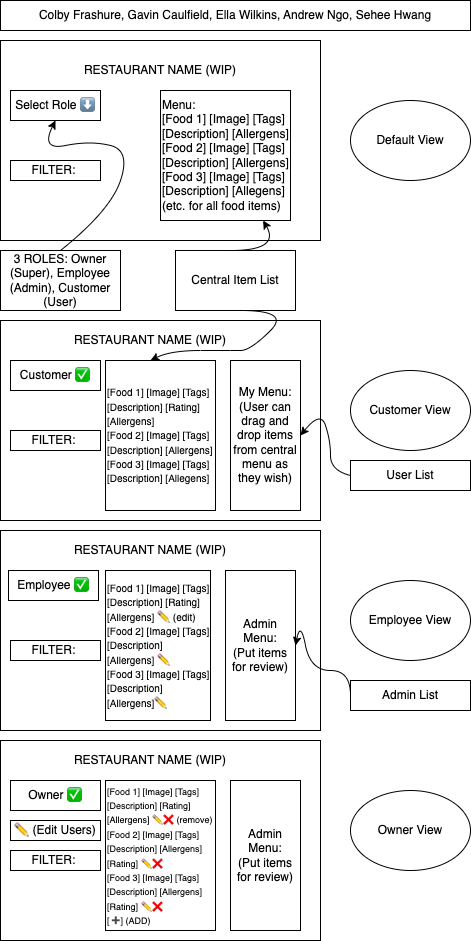 Colby Frashure, Gavin Caulfield, Ella Wilkins, Andrew Ngo, Sehee Hwang
RESTAURANT NAME (WIP)
Select Role ⬇️
FILTER:
Menu:
[Food 1] [Image] [Tags]
[Description] [Allergens]
[Food 2] [Image] [Tags]
[Description] [Allergens]
[Food 3] [Image] [Tags]
[Description] [Allegens]
(etc. for all food items)
Default View
3 ROLES: Owner
(Super), Employee
(Admin), Customer
(User)
Central Item List
RESTAURANT NAME (WIP)
Customer ✅
FILTER:
[Food 1] [Image] [Tags]
[Description] [Rating]
[Allergens]
[Food 2] [Image] [Tags]
[Description] [Allergens]
[Food 3] [Image] [Tags]
[Description] [Allegens]
My Menu:
(User can
drag and
drop items
from central
menu as
they wish)
Customer View
User List
RESTAURANT NAME (WIP)
Employee ✅
FILTER:
[Food 1] [Image] [Tags]
[Description] [Rating]
[Allergens] ✏️ (edit)
[Food 2] [Image] [Tags]
[Description]
[Allergens] ✏️
[Food 3] [Image] [Tags]
[Description]
[Allergens]✏️
Admin
Menu:
(Put items
for review)
Employee View
Admin List
RESTAURANT NAME (WIP)
Owner ✅
✏️ (Edit Users)
FILTER:
[Food 1] [Image] [Tags]
[Description] [Rating]
[Allergens] ✏️❌ (remove)
[Food 2] [Image] [Tags]
[Description] [Allergens]
[Rating] ✏️❌
[Food 3] [Image] [Tags]
[Description] [Allergens]
[Rating] ✏️❌
[ ➕] (ADD)
Admin
Menu:
(Put items
for review)
Owner View